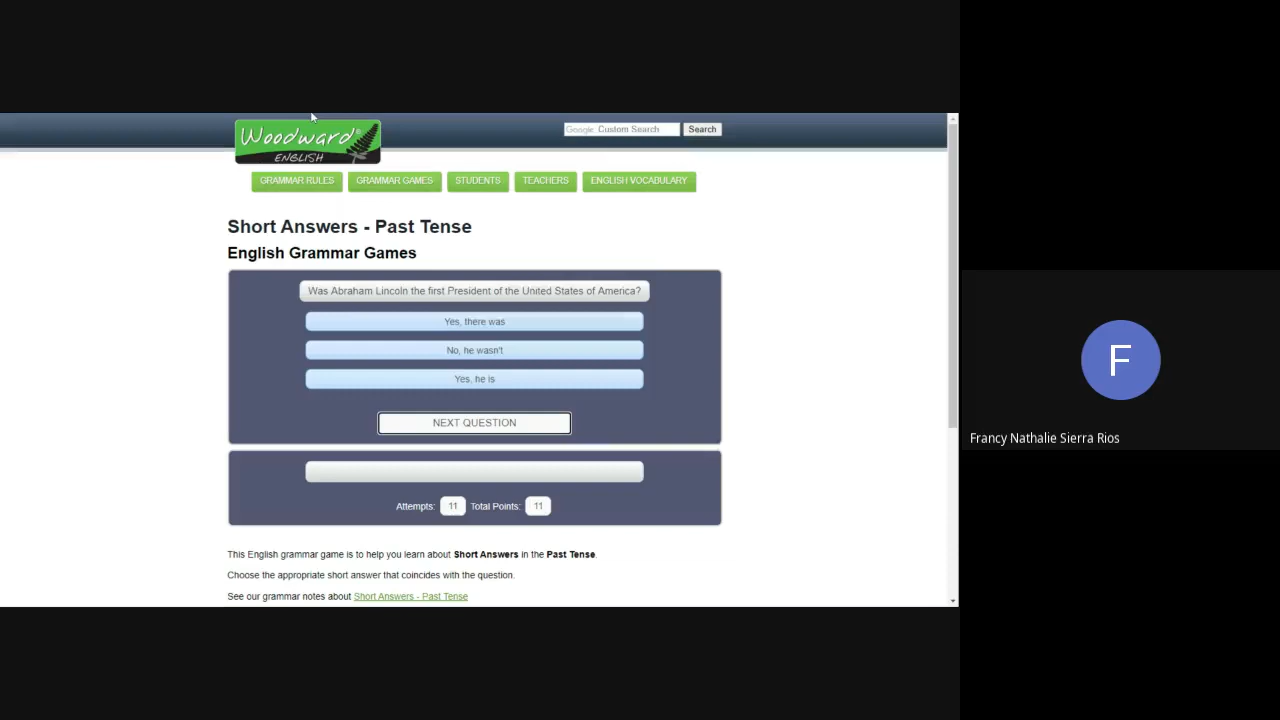 Woodward®
ENGLISH
Google Custom Search
Search
GRAMMAR RULES
GRAMMAR GAMES
STUDENTS
TEACHERS
ENGLISH VOCABULARY
Short Answers - Past Tense
English Grammar Games
Was Abraham Lincoln the first President of the United States of America?
Yes, there was
No, he wasn't
Yes, he is
NEXT QUESTION
Attempts: 11 Total Points: 11
This English grammar game is to help you learn about Short Answers in the Past Tense.
Choose the appropriate short answer that coincides with the question.
See our grammar notes about Short Answers - Past Tense
F
Francy Nathalie Sierra Rios